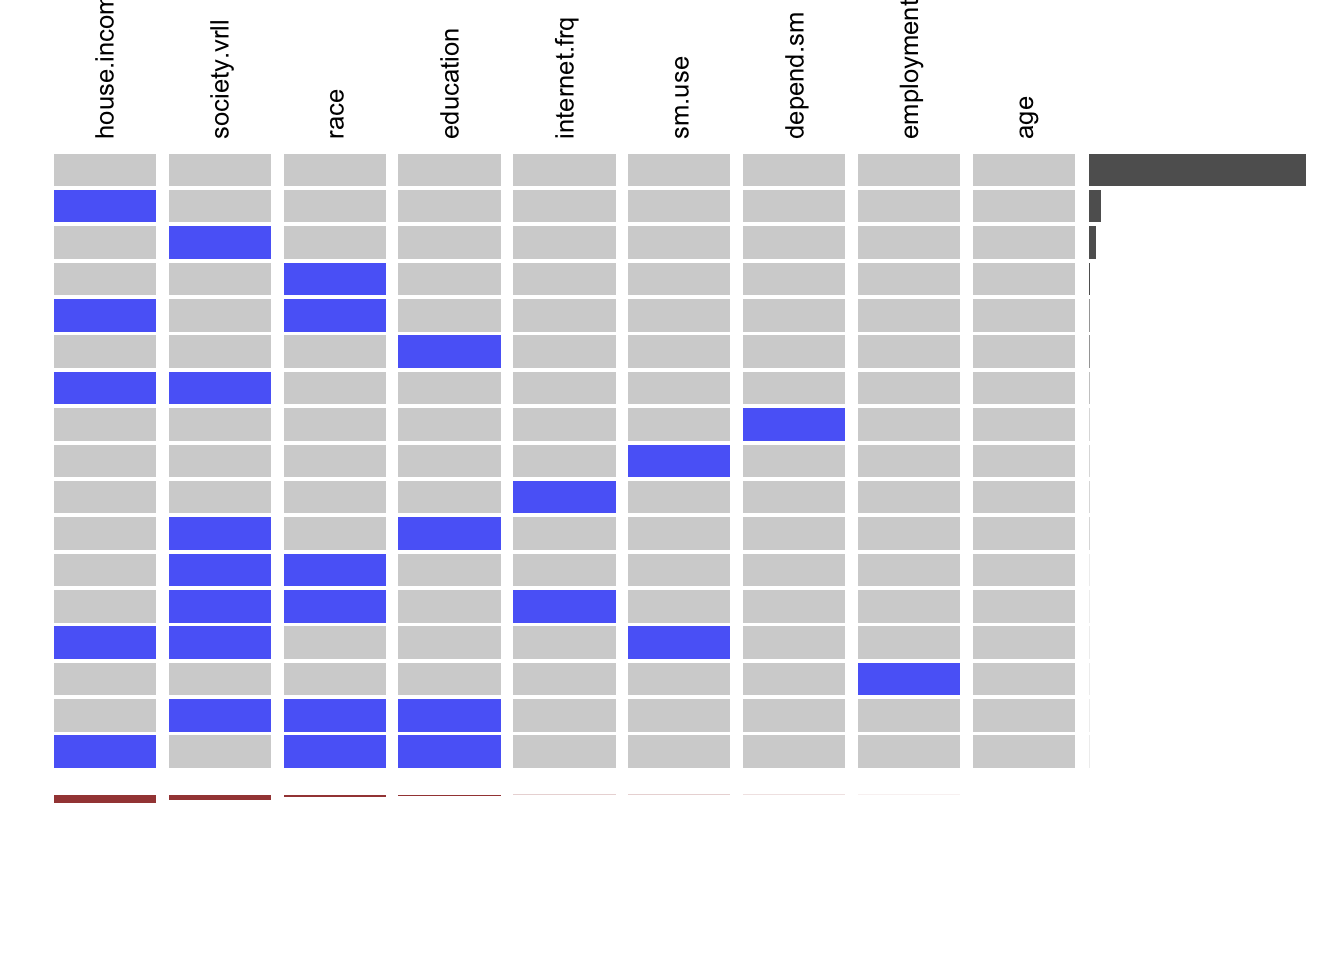 house.incom
society.vrll
race
education
internet.frq
sm.use
depend.sm
employment
age